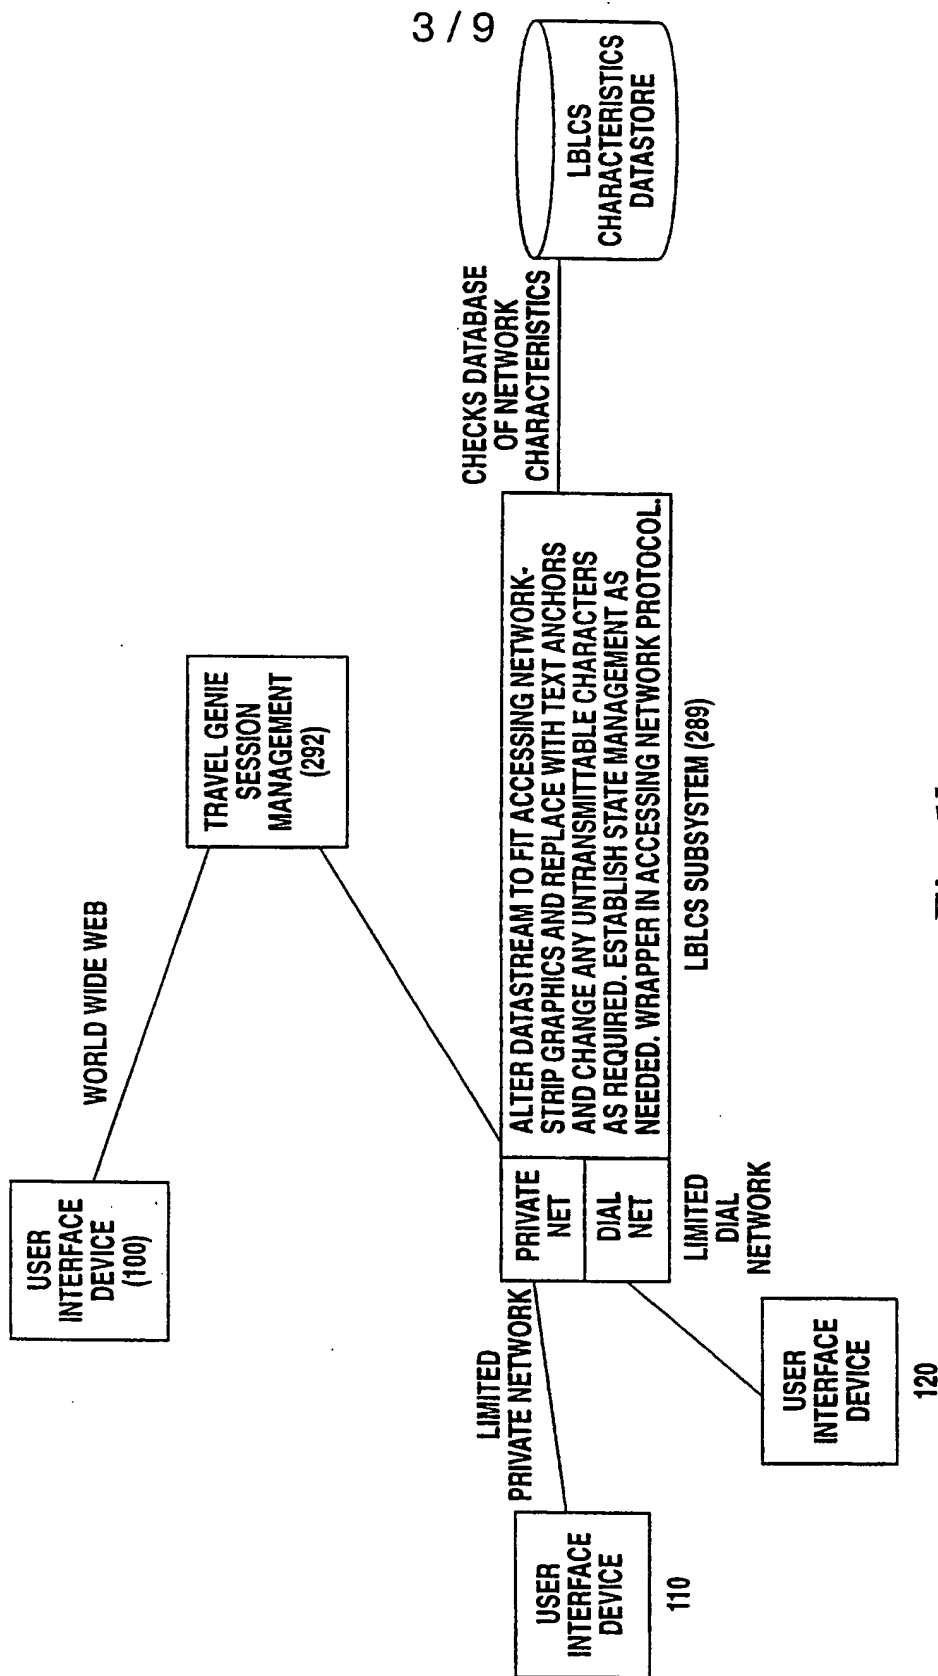 3 / 9
USER
INTERFACE
DEVICE
(100)
WORLD WIDE WEB
TRAVEL GENIE
SESSION
MANAGEMENT
(292)
LIMITED
PRIVATE NETWORK
USER
INTERFACE
DEVICE
110
PRIVATE
NET
DIAL
NET
LIMITED
DIAL
NETWORK
USER
INTERFACE
DEVICE
120
ALTER DATASTREAM TO FIT ACCESSING NETWORK-
STRIP GRAPHICS AND REPLACE WITH TEXT ANCHORS
AND CHANGE ANY UNTRANSMITTABLE CHARACTERS
AS REQUIRED. ESTABLISH STATE MANAGEMENT AS
NEEDED. WRAPPER IN ACCESSING NETWORK PROTOCOL.
LBLCS SUBSYSTEM (289)
CHECKS DATABASE
OF NETWORK
CHARACTERISTICS
LBLCS
CHARACTERISTICS
DATASTORE